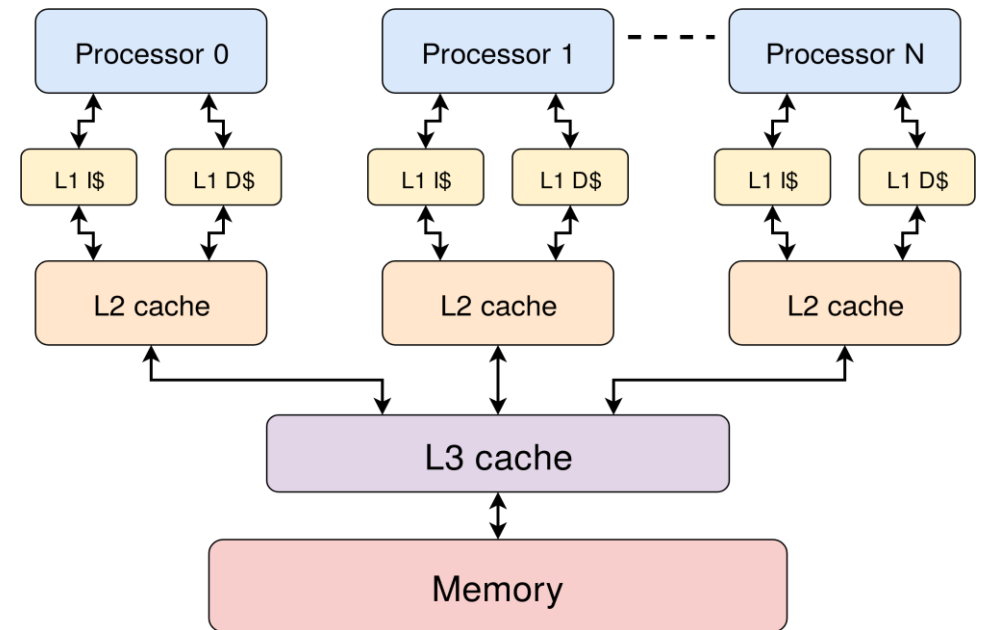 Processor 0
Processor 1
Processor N
L1 I$
L1 D$
L1 I$
L1 D$
L1 I$
L1 D$
L2 cache
L2 cache
L2 cache
L3 cache
Memory